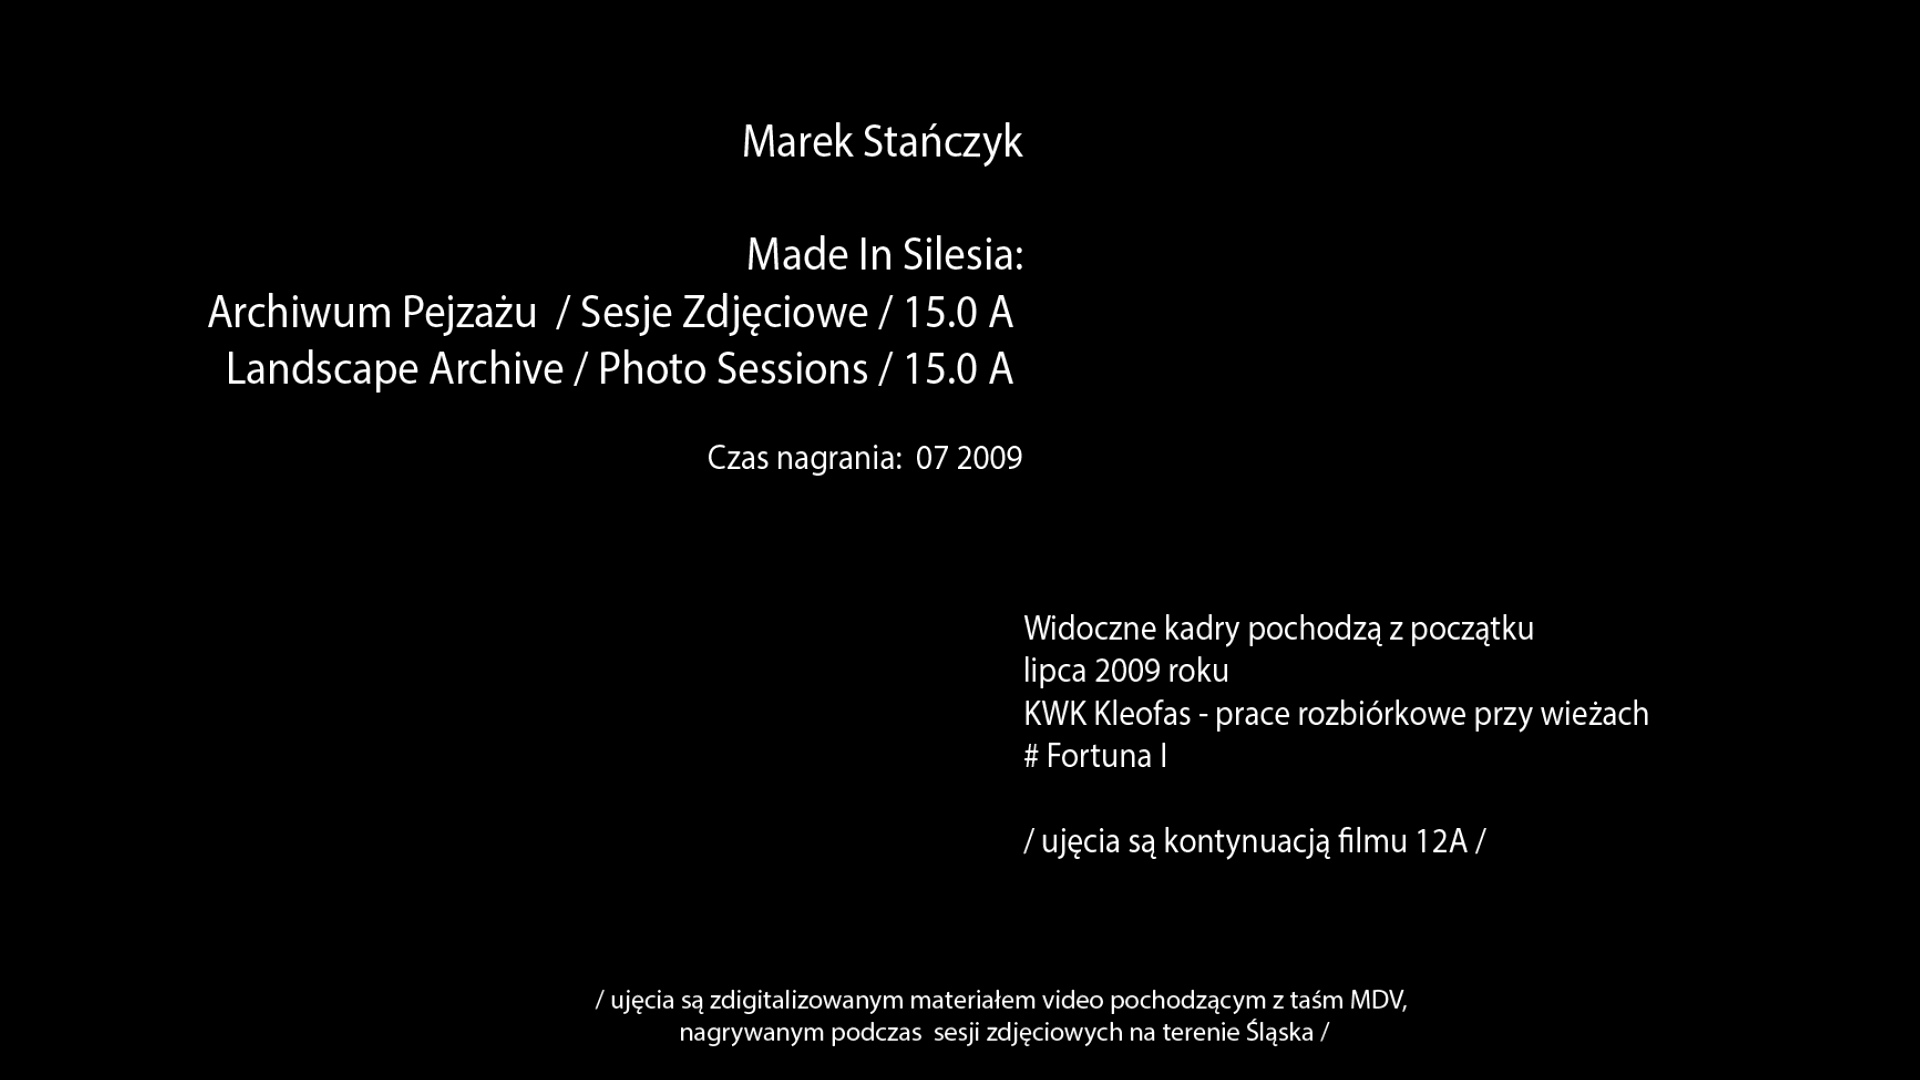 Marek Stańczyk
Made In Silesia:
Archiwum Pejzażu / Sesje Zdjęciowe / 15.0 A
Landscape Archive / Photo Sessions / 15.0 A
Czas nagrania: 07 2009
Widoczne kadry pochodzą z początku
lipca 2009 roku
KWK Kleofas - prace rozbiórkowe przy wieżach
# Fortuna I
/ ujęcia są kontynuacją filmu 12A /
/ ujęcia są zdigitalizowanym materiałem video pochodzącym z taśm MDV,
nagrywanym podczas sesji zdjęciowych na terenie Śląska /